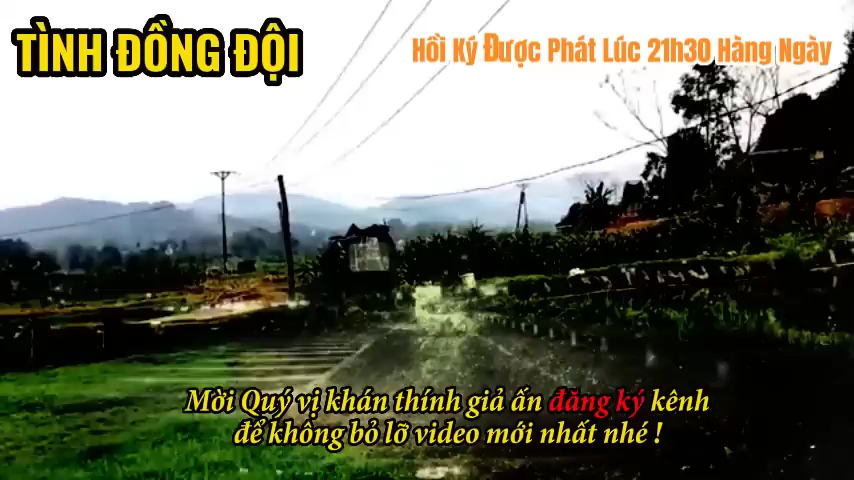 TÌNH ĐỒNG ĐỘI
Hồi Ký Được Phát Lúc 21h30 Hàng Ngày
Mời Quý vị khán thính giả ấn đăng ký kênh
để không bỏ lỡ video mới nhất nhé !